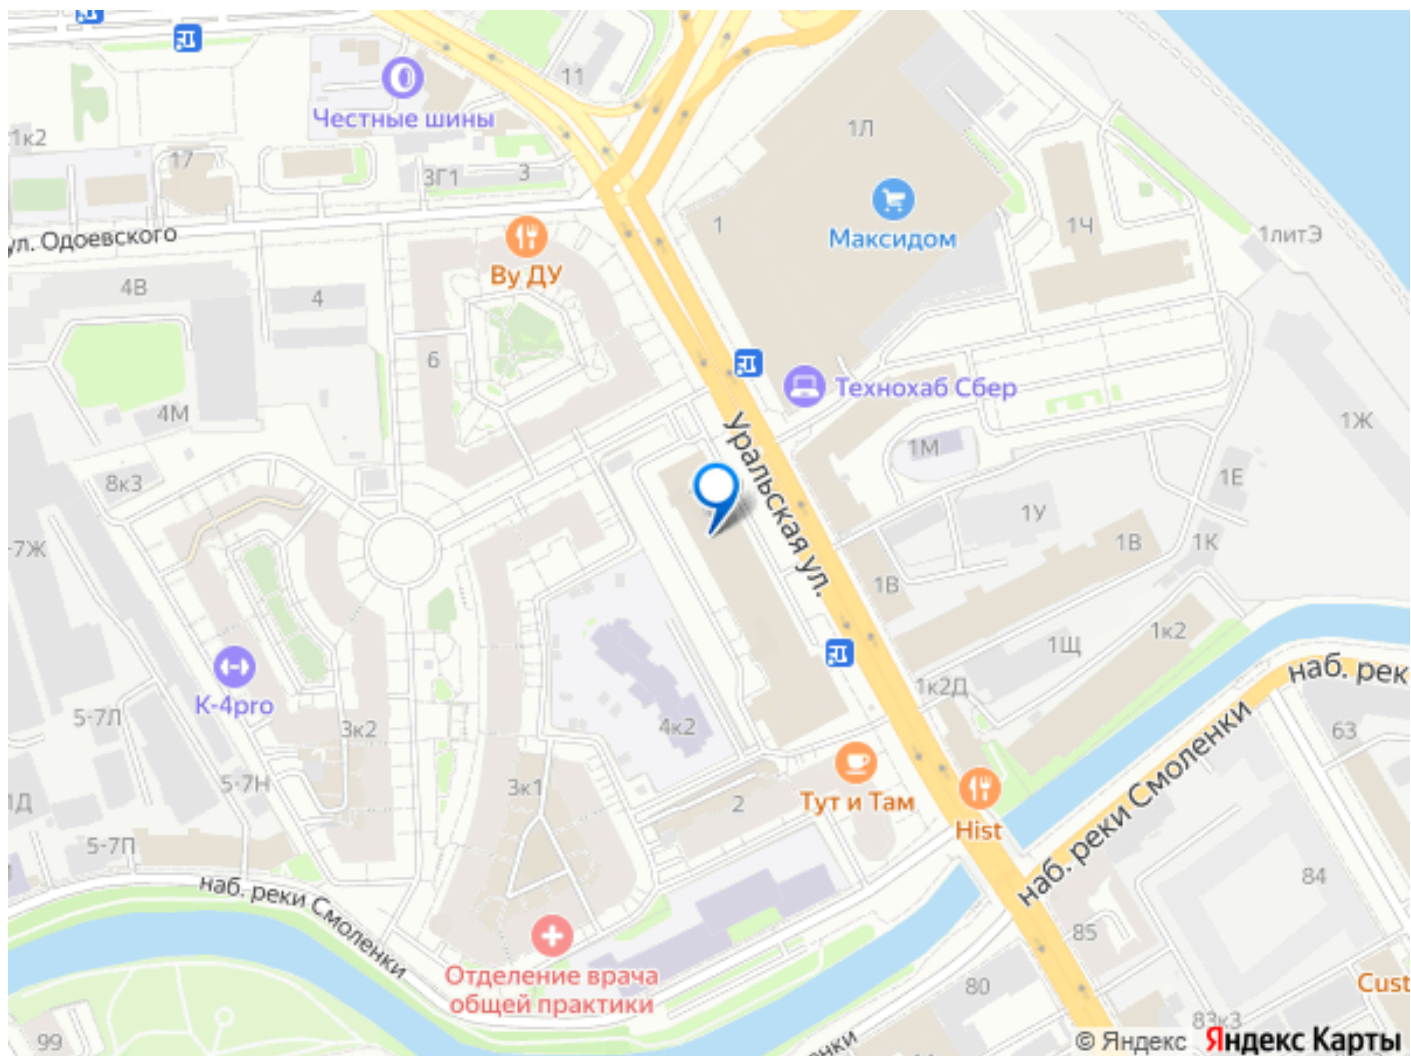 11
Честные шины
1к2
17
3Г1
3
1Л
ул. Одоевского
Ву ДУ
1
Максидом
1Ч
1литЭ
4В
4
6
Технохаб Сбер
4М
Уральская ул.
1М
1Ж
8к3
1Е
1У
-7Ж
1В
1К
1В
1к2
1Щ
К-4pro
5-7Л
3к2
4к2
1к2Д
наб. рек
63
5-7Н
3к1
2
Тут и Там
1Д
Hist
наб. реки Смоленки
5-7П
84
наб. реки Смоленки
85
Отделение врача
общей практики
80
Cust
83к3
99
енки
© Яндекс
Яндекс Карты